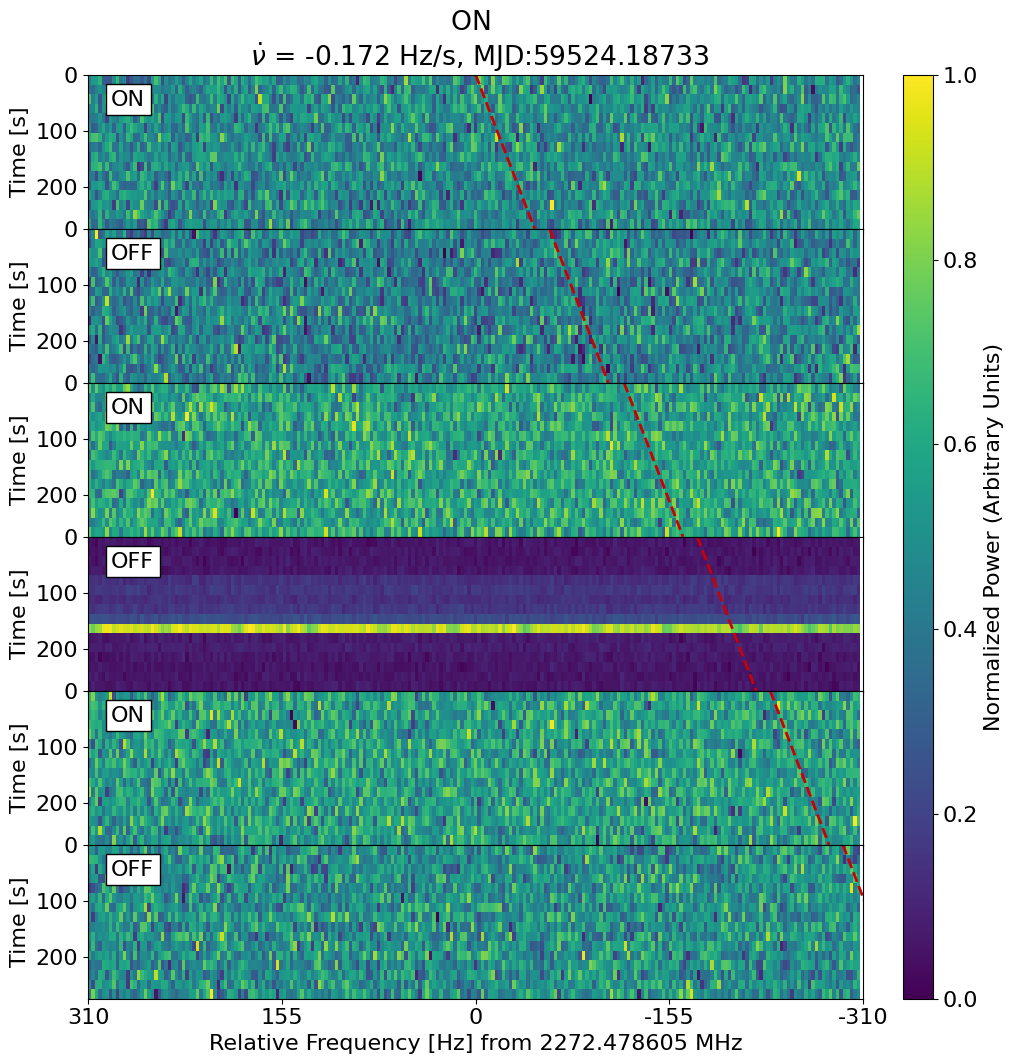 ON
ν̇ = -0.172 Hz/s, MJD:59524.18733
0
ON
100
Time [s]
200
0
OFF
100
Time [s]
200
0
ON
100
Time [s]
200
0
OFF
100
Time [s]
200
0
ON
100
Time [s]
200
0
OFF
100
Time [s]
200
310 155 0 -155 -310
Relative Frequency [Hz] from 2272.478605 MHz
1.0
0.8
0.6
0.4
0.2
0.0
Normalized Power (Arbitrary Units)